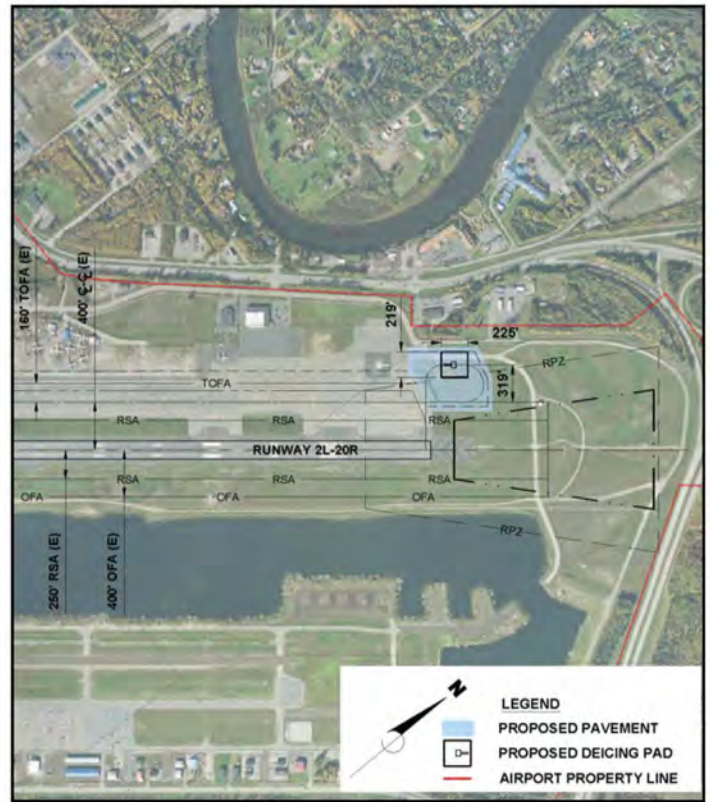 160' TOFA (E)
400' C-C (E)
219'
225'
319'
RPZ
TOFA
RSA
RSA
RSA
RUNWAY 2L-20R
RSA
RSA
RSA
OFA
OFA
OFA
RPZ
250' RSA (E)
400' OFA (E)
N
LEGEND
PROPOSED PAVEMENT
PROPOSED DEICING PAD
AIRPORT PROPERTY LINE